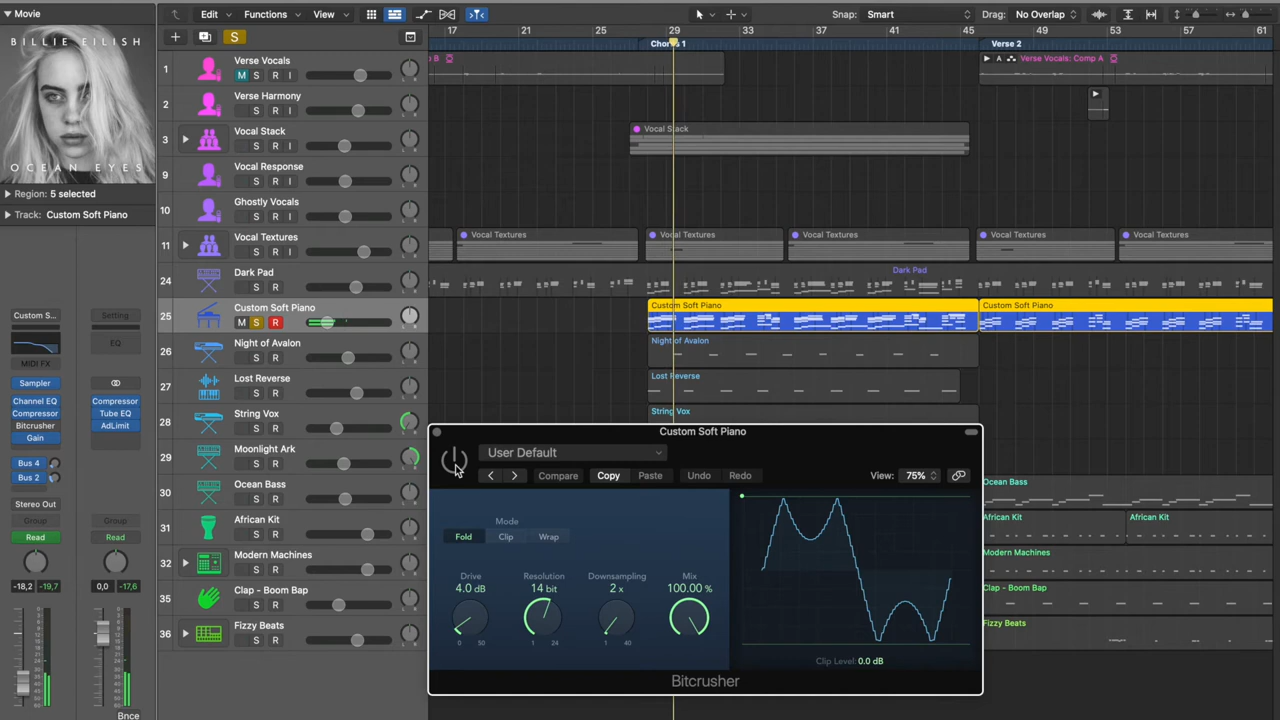 Movie
BILLIE EILISH
OCEAN EYES
Region: 5 selected
Track: Custom Soft Piano
Edit
Functions
View
Snap: Smart
Drag: No Overlap
S
17 21 25 29 33 37 41 45 49 53 57 61
Chorus 1
Verse 2
1
Verse Vocals
M S R I
B
Verse Vocals: Comp A
2
Verse Harmony
S R I
3
Vocal Stack
S R I
Vocal Stack
9
Vocal Response
S R I
10
Ghostly Vocals
S R I
11
Vocal Textures
S R I
Vocal Textures
Vocal Textures
Vocal Textures
Vocal Textures
Vocal Textures
24
Dark Pad
S R
Dark Pad
25
Custom Soft Piano
M S R
Custom Soft Piano
Custom Soft Piano
26
Night of Avalon
S R
Night of Avalon
27
Lost Reverse
S R
Lost Reverse
28
String Vox
S R
String Vox
29
Moonlight Ark
S R
30
Ocean Bass
S R
Ocean Bass
31
African Kit
S R
African Kit
African Kit
32
Modern Machines
S R
Modern Machines
35
Clap - Boom Bap
S R
Clap - Boom Bap
36
Fizzy Beats
S R
Fizzy Beats
Custom S...
Setting
EQ
MIDI FX
Sampler
Channel EQ
Compressor
Bitcrusher
Gain
Compressor
Tube EQ
AdLimit
Bus 4
Bus 2
Stereo Out
Group
Group
Read
Read
-18,2 -19,7
0,0 -17,6
Bnce
Custom Soft Piano
User Default
Compare
Copy
Paste
Undo
Redo
View: 75%
Mode
Fold
Clip
Wrap
Drive
4.0 dB
0 50
Resolution
14 bit
1 24
Downsampling
2 x
1 40
Mix
100.00 %
Clip Level: 0.0 dB
Bitcrusher